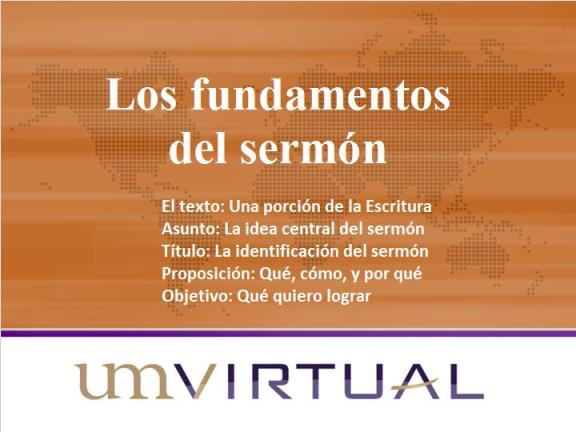 Los fundamentos
del sermón
El texto: Una porción de la Escritura
Asunto: La idea central del sermón
Título: La identificación del sermón
Proposición: Qué, cómo, y por qué
Objetivo: Qué quiero lograr
umVIRTUAL